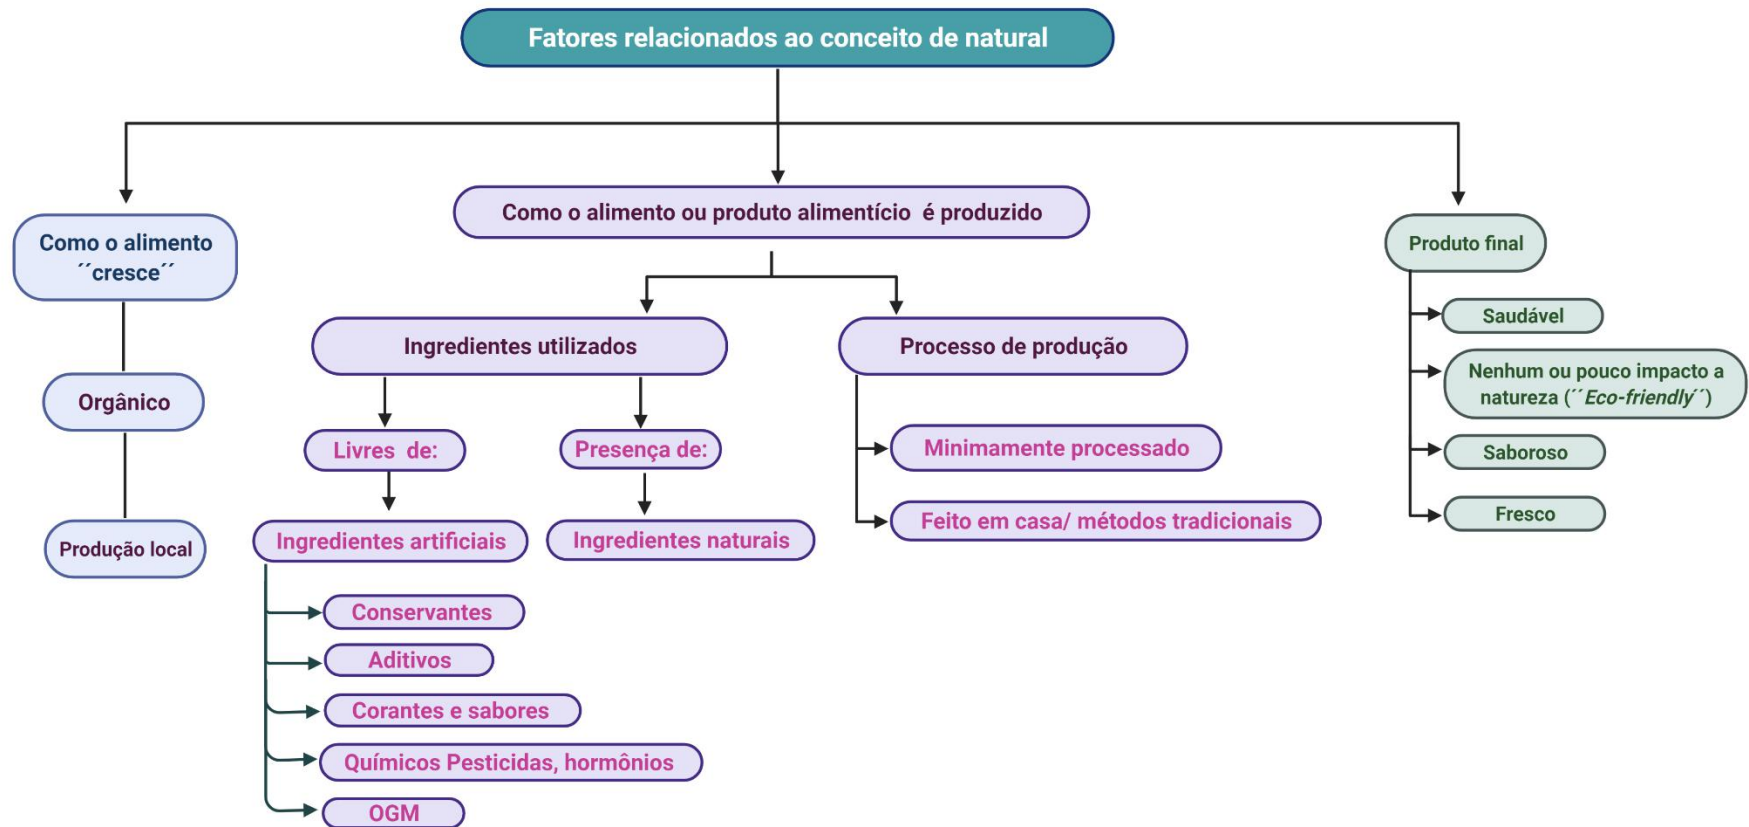 Fatores relacionados ao conceito de natural
Como o alimento
´´cresce´´
Orgânico
Produção local
Como o alimento ou produto alimentício é produzido
Ingredientes utilizados
Livres de:
Ingredientes artificiais
Conservantes
Aditivos
Corantes e sabores
Químicos Pesticidas, hormônios
OGM
Presença de:
Ingredientes naturais
Processo de produção
Minimamente processado
Feito em casa/ métodos tradicionais
Produto final
Saudável
Nenhum ou pouco impacto a
natureza (´´Eco-friendly´´)
Saboroso
Fresco